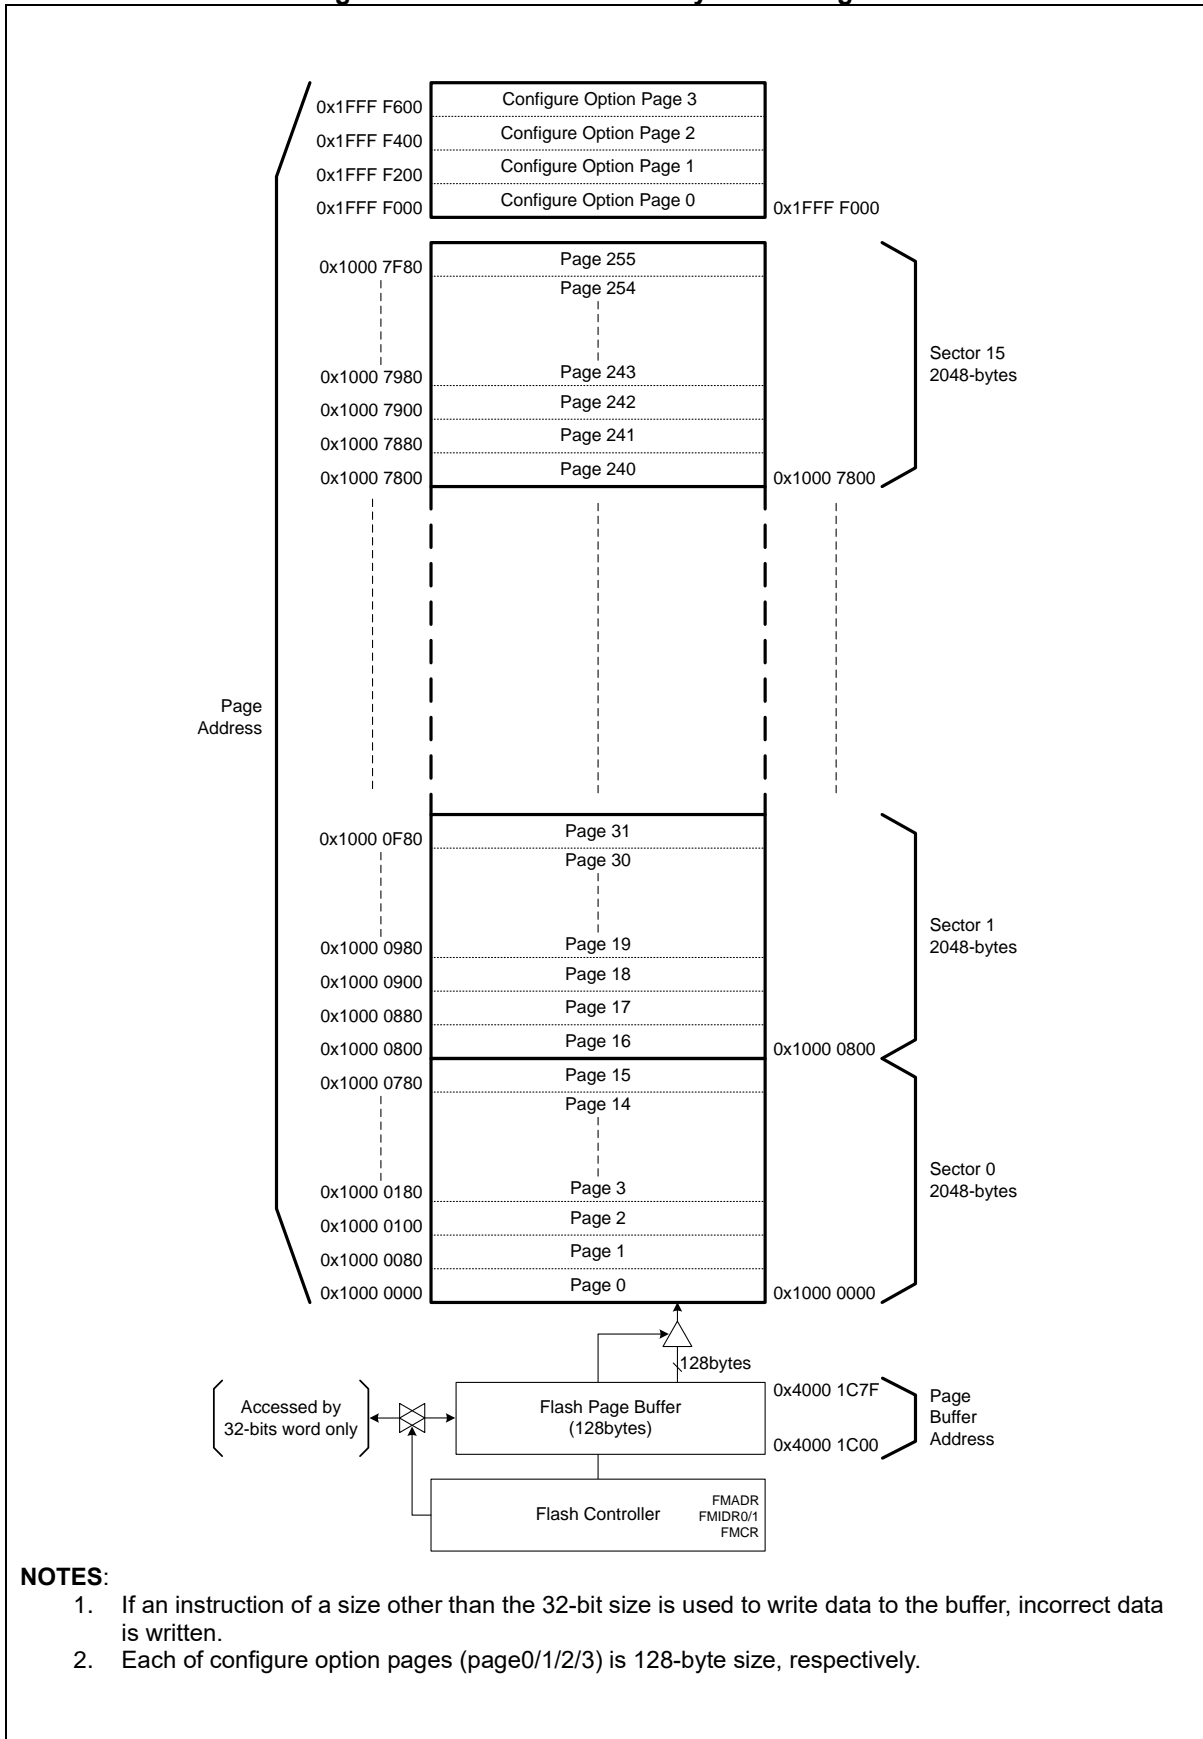 0x1FFF F600 Configure Option Page 3
0x1FFF F400 Configure Option Page 2
0x1FFF F200 Configure Option Page 1
0x1FFF F000 Configure Option Page 0 0x1FFF F000
0x1000 7F80 Page 255
Page 254
Sector 15
2048-bytes
0x1000 7980 Page 243
0x1000 7900 Page 242
0x1000 7880 Page 241
0x1000 7800 Page 240 0x1000 7800
Page
Address
0x1000 0F80 Page 31
Page 30
Sector 1
2048-bytes
0x1000 0980 Page 19
0x1000 0900 Page 18
0x1000 0880 Page 17
0x1000 0800 Page 16 0x1000 0800
0x1000 0780 Page 15
Page 14
Sector 0
2048-bytes
0x1000 0180 Page 3
0x1000 0100 Page 2
0x1000 0080 Page 1
0x1000 0000 Page 0 0x1000 0000
128bytes
Accessed by
32-bits word only
Flash Page Buffer
(128bytes)
0x4000 1C7F
0x4000 1C00
Page
Buffer
Address
Flash Controller
FMADR
FMIDR0/1
FMCR
NOTES:
1. If an instruction of a size other than the 32-bit size is used to write data to the buffer, incorrect data
is written.
2. Each of configure option pages (page0/1/2/3) is 128-byte size, respectively.